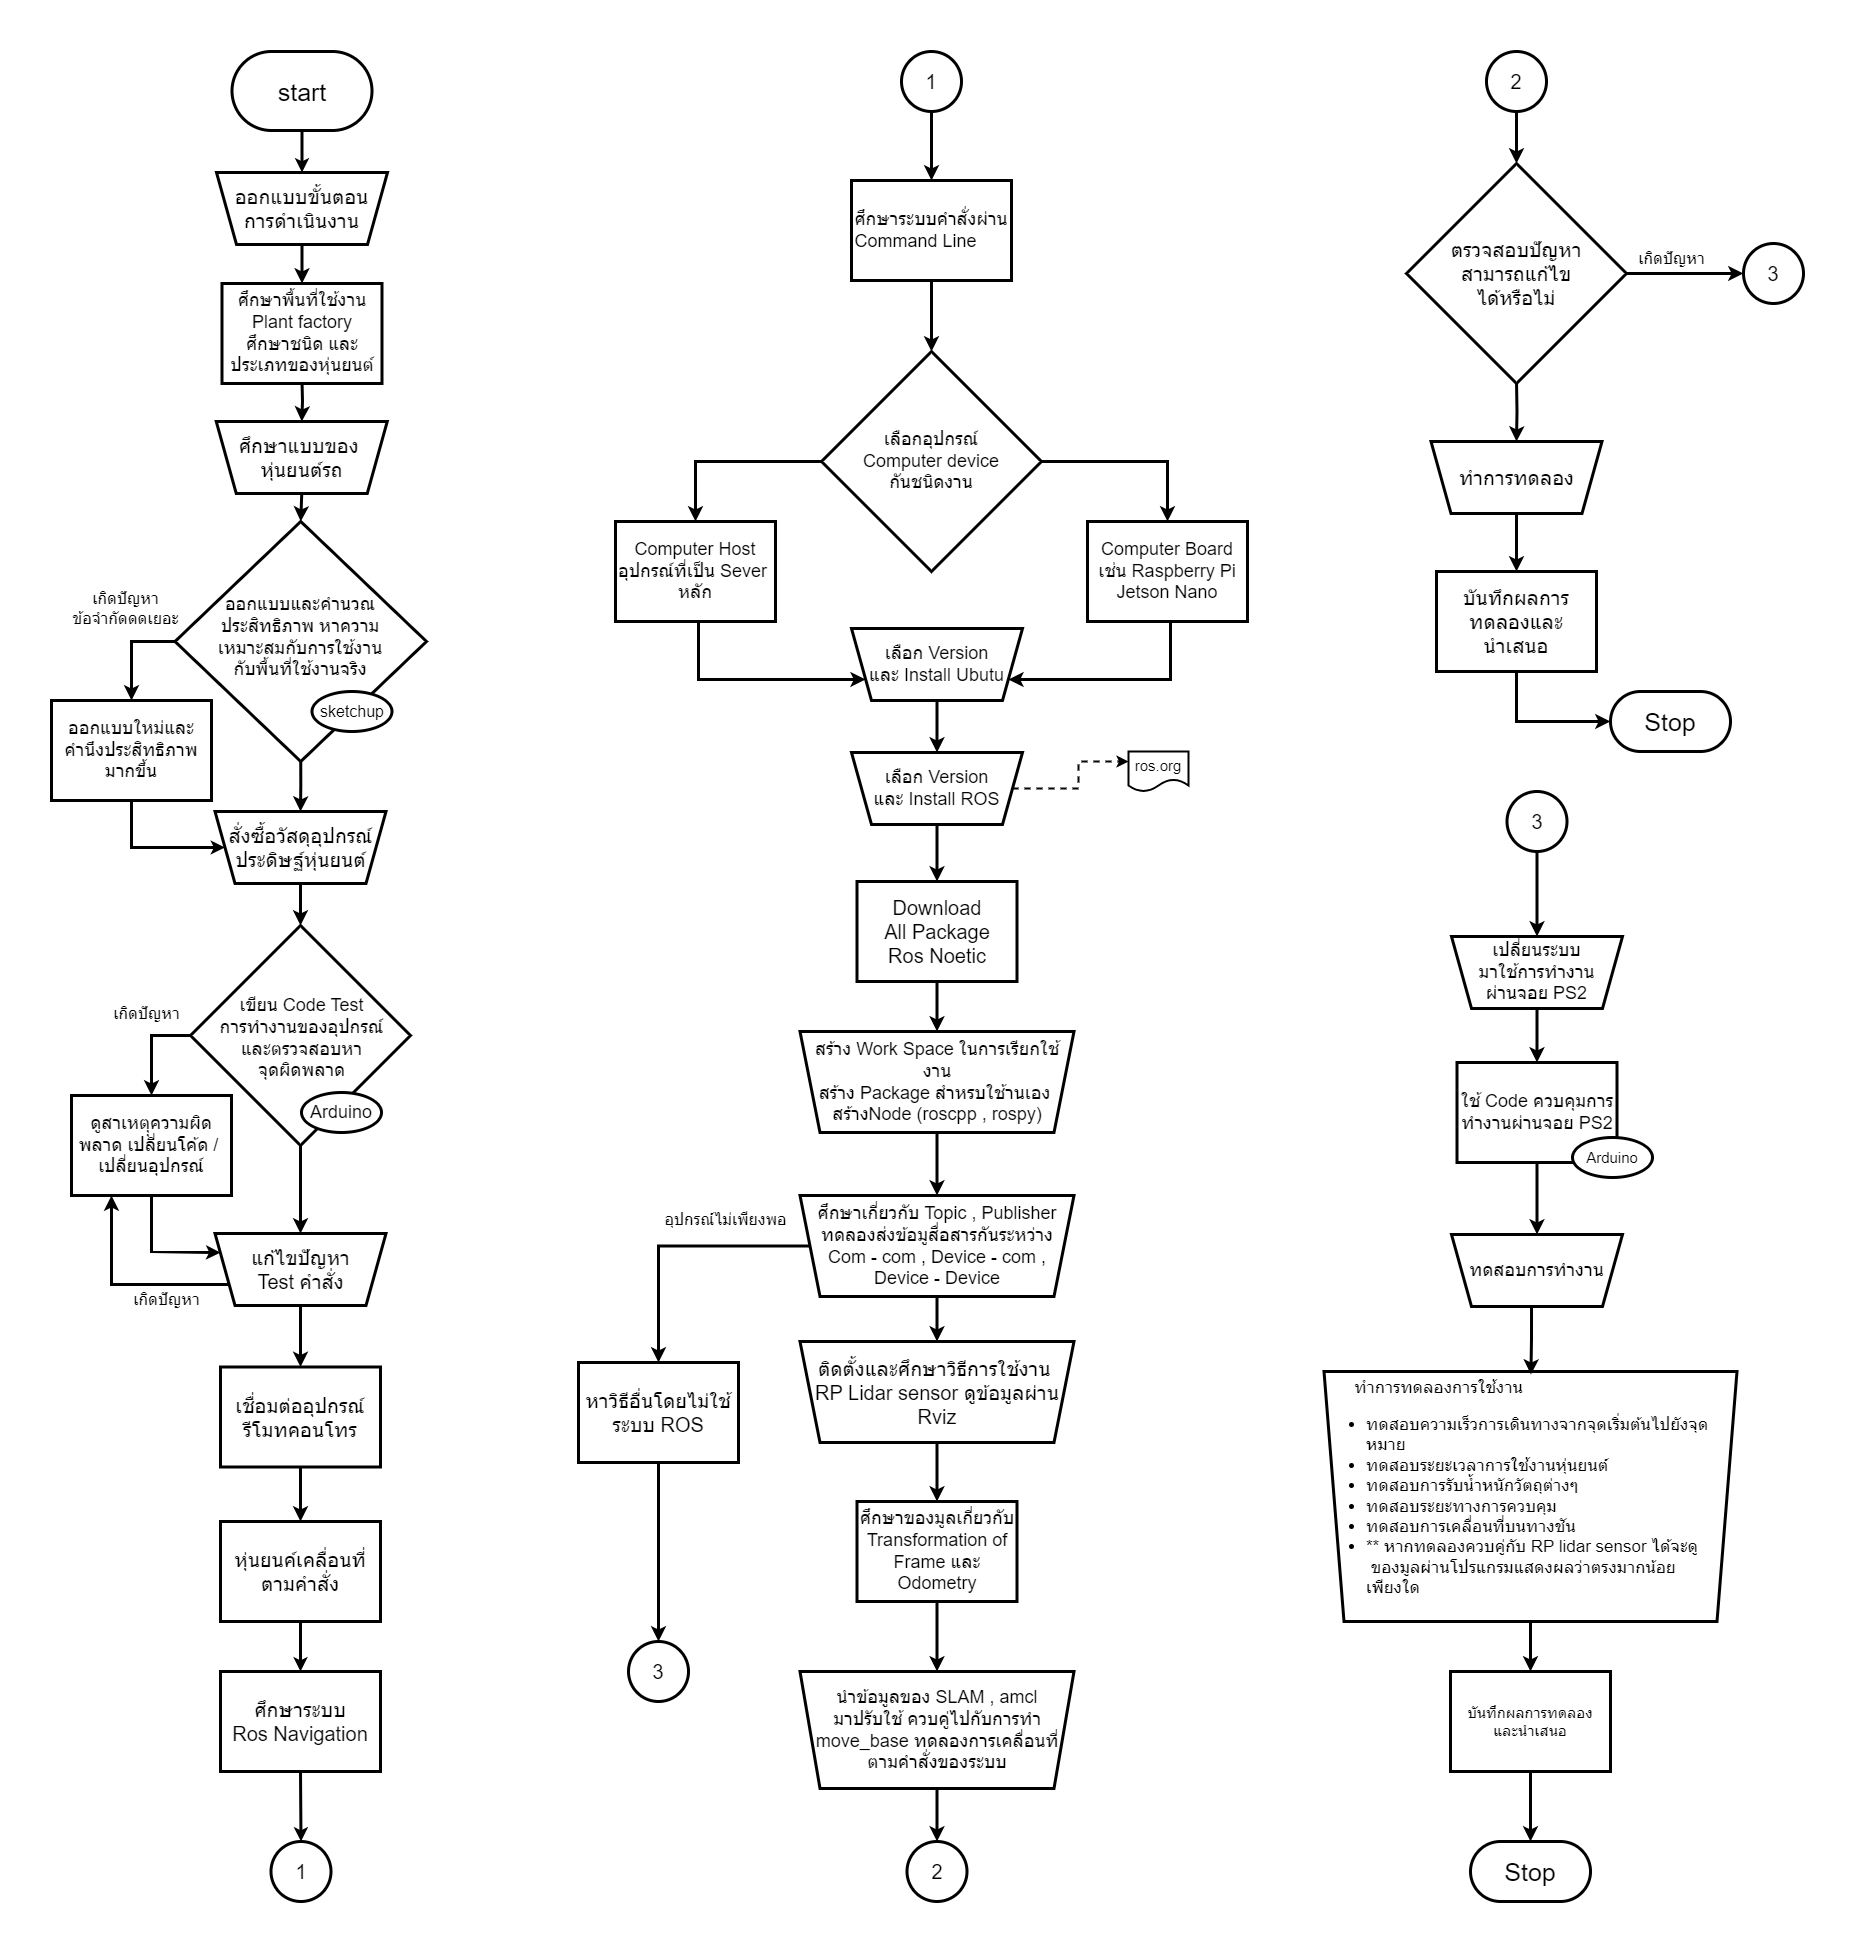 start
ออกแบบขั้นตอน
การดำเนินงาน
ศึกษาพื้นที่ใช้งาน
Plant factory
ศึกษาชนิด และ
ประเภทของหุ่นยนต์
ศึกษาแบบของ
หุ่นยนต์รถ
เกิดปัญหา
ข้อจำกัดดดเยอะ
ออกแบบและคำนวณ
ประสิทธิภาพ หาความ
เหมาะสมกับการใช้งาน
กับพื้นที่ใช้งานจริง
sketchup
ออกแบบใหม่และ
คำนึงประสิทธิภาพ
มากขึ้น
สั่งซื้อวัสดุอุปกรณ์
ประดิษฐ์หุ่นยนต์
เกิดปัญหา
เขียน Code Test
การทำงานของอุปกรณ์
และตรวจสอบหา
จุดผิดพลาด
Arduino
ดูสาเหตุความผิด
พลาด เปลี่ยนโค้ด /
เปลี่ยนอุปกรณ์
แก้ไขปัญหา
Test คำสั่ง
เกิดปัญหา
เชื่อมต่ออุปกรณ์
รีโมทคอนโทร
หุ่นยนค์เคลื่อนที่
ตามคำสั่ง
ศึกษาระบบ
Ros Navigation
1
1
ศึกษาระบบคำสั่งผ่าน
Command Line
เลือกอุปกรณ์
Computer device
กันชนิดงาน
Computer Host
อุปกรณ์ที่เป็น Sever
หลัก
Computer Board
เช่น Raspberry Pi
Jetson Nano
เลือก Version
และ Install Ubutu
เลือก Version
และ Install ROS
ros.org
Download
All Package
Ros Noetic
สร้าง Work Space ในการเรียกใช้
งาน
สร้าง Package สำหรบใช้านเอง
สร้างNode (roscpp , rospy)
อุปกรณ์ไม่เพียงพอ
ศึกษาเกี่ยวกับ Topic , Publisher
ทดลองส่งข้อมูสื่อสารกันระหว่าง
Com - com , Device - com ,
Device - Device
หาวิธีอื่นโดยไม่ใช้
ระบบ ROS
3
ติดตั้งและศึกษาวิธีการใช้งาน
RP Lidar sensor ดูข้อมูลผ่าน
Rviz
ศึกษาของมูลเกี่ยวกับ
Transformation of
Frame และ
Odometry
นำข้อมูลของ SLAM , amcl
มาปรับใช้ ควบคู่ไปกับการทำ
move_base ทดลองการเคลื่อนที่
ตามคำสั่งของระบบ
2
2
ตรวจสอบปัญหา
สามารถแก้ไข
ได้หรือไม่
เกิดปัญหา
3
ทำการทดลอง
บันทึกผลการ
ทดลองและ
นำเสนอ
Stop
3
เปลี่ยนระบบ
มาใช้การทำงาน
ผ่านจอย PS2
ใช้ Code ควบคุมการ
ทำงานผ่านจอย PS2
Arduino
ทดสอบการทำงาน
ทำการทดลองการใช้งาน
• ทดสอบความเร็วการเดินทางจากจุดเริ่มต้นไปยังจุด
หมาย
• ทดสอบระยะเวลาการใช้งานหุ่นยนต์
• ทดสอบการรับน้ำหนักวัตถุต่างๆ
• ทดสอบระยะทางการควบคุม
• ทดสอบการเคลื่อนที่บนทางชัน
• ** หากทดลองควบคู่กับ RP lidar sensor ได้จะดู
ของมูลผ่านโปรแกรมแสดงผลว่าตรงมากน้อย
เพียงใด
บันทึกผลการทดลอง
และนำเสนอ
Stop